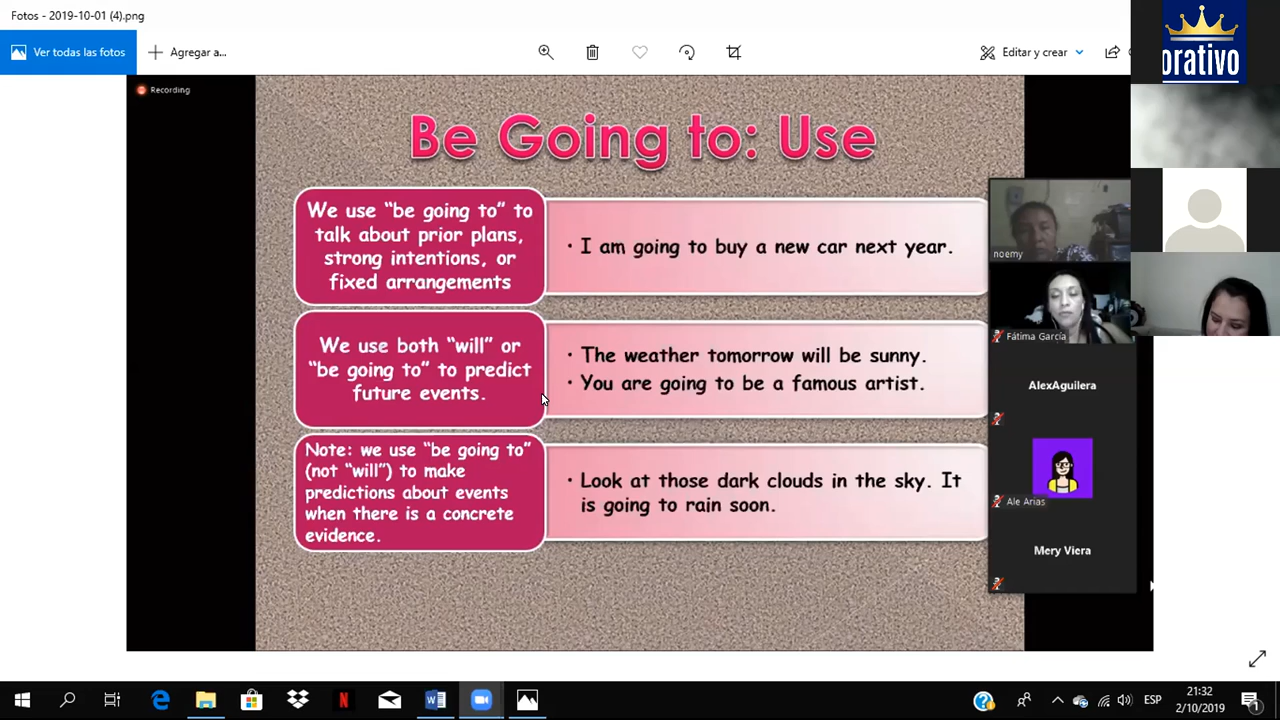 Fotos - 2019-10-01 (4).png
Ver todas las fotos
Agregar a...
Editar y crear
orativo
Recording
Be Going to: Use
We use “be going to” to
talk about prior plans,
strong intentions, or
fixed arrangements
• I am going to buy a new car next year.
We use both “will” or
“be going to” to predict
future events.
• The weather tomorrow will be sunny.
• You are going to be a famous artist.
Note: we use “be going to”
(not “will”) to make
predictions about events
when there is a concrete
evidence.
• Look at those dark clouds in the sky. It
is going to rain soon.
noemy
Fátima García
AlexAguilera
Ale Arias
Mery Viera
ESP
21:32
2/10/2019